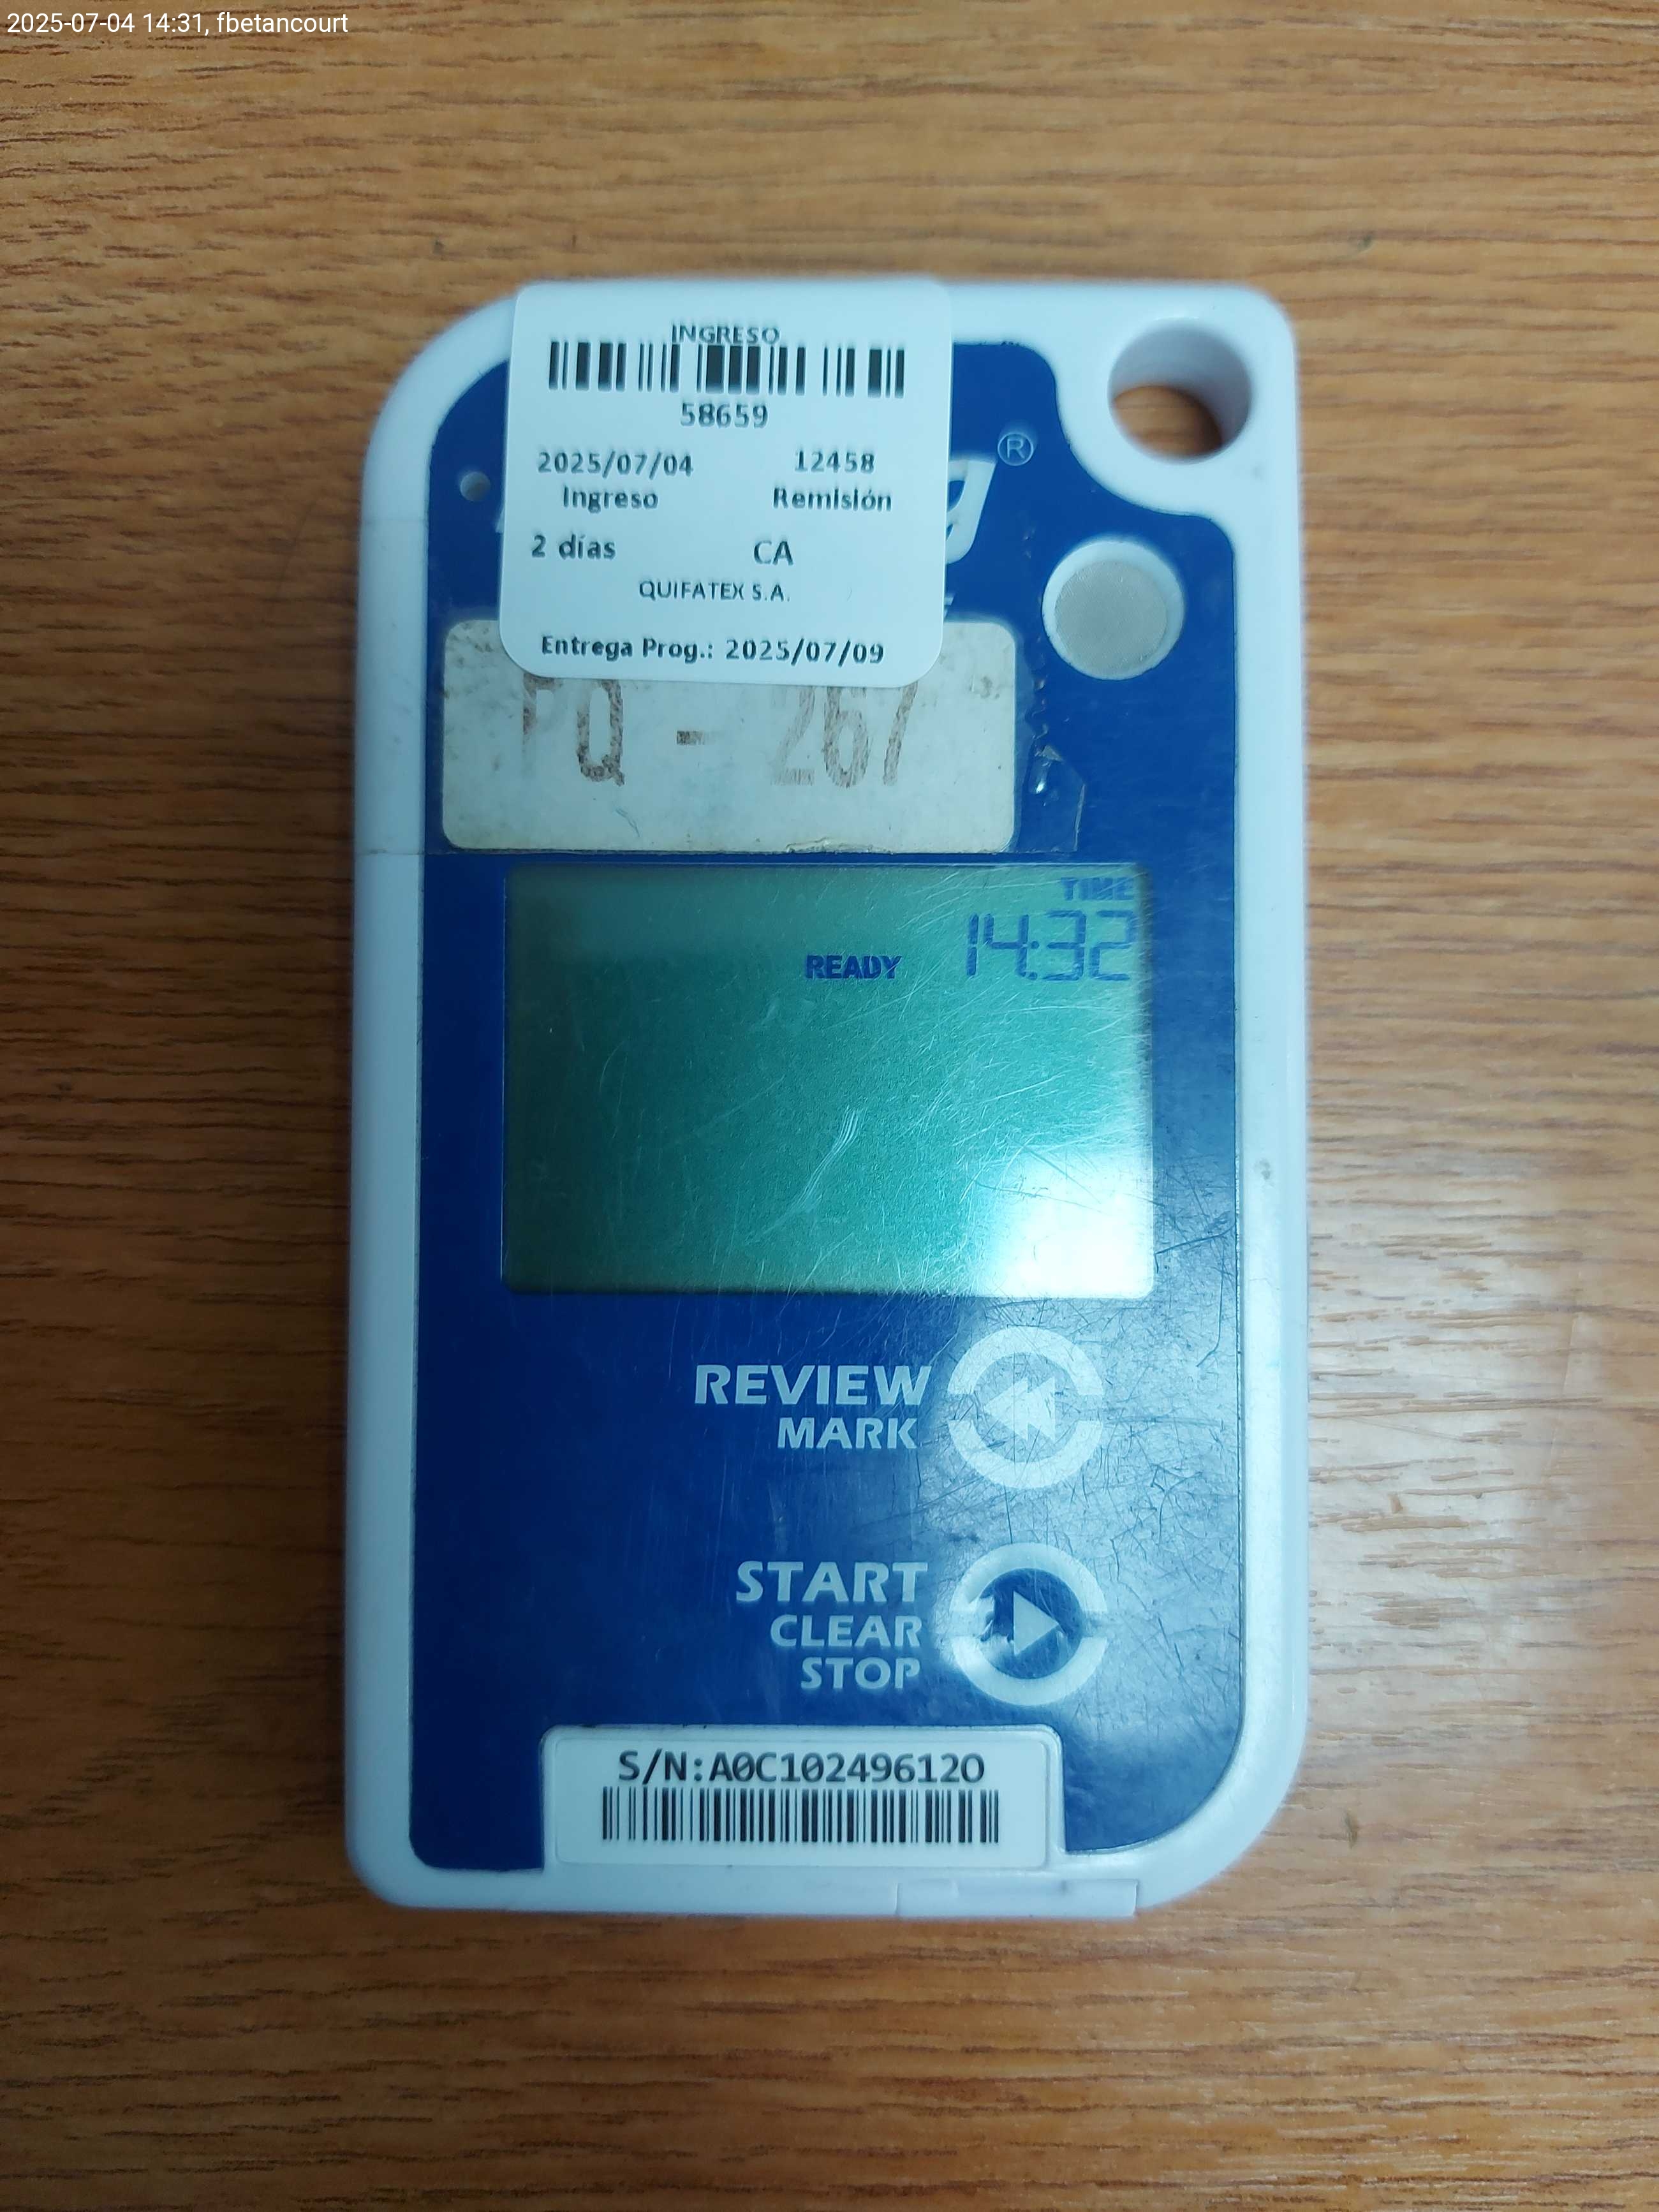 2025-07-04 14:31, fbetancourt
INGRESO
58659
2025/07/04 12458
Ingreso Remisión
2 días CA
QUIFATEX S.A.
Entrega Prog.: 2025/07/09
®
PQ - 267
TIME
READY 14:32
REVIEW
MARK
START
CLEAR
STOP
S/N:A0C102496120